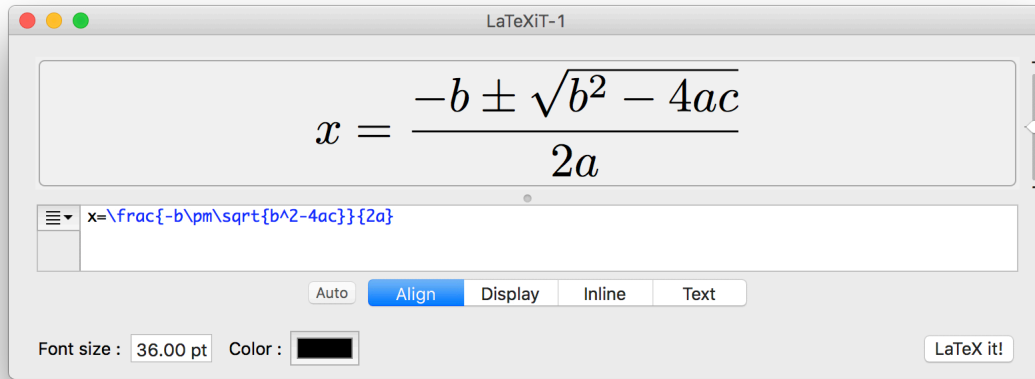 LaTeXiT-1
x = \frac{-b \pm \sqrt{b^2 - 4ac}}{2a}
x=\frac{-b\pm\sqrt{b^2-4ac}}{2a}
Auto Align Display Inline Text
Font size : 36.00 pt Color : LaTeX it!